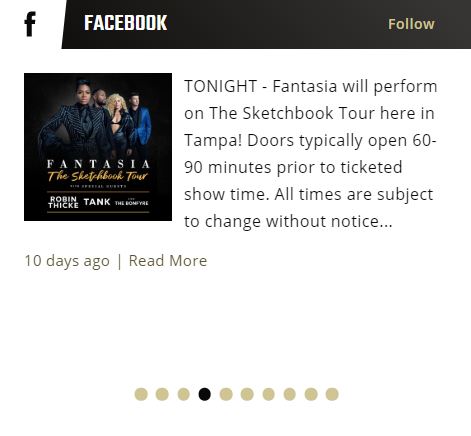 f FACEBOOK Follow
TONIGHT - Fantasia will perform
on The Sketchbook Tour here in
Tampa! Doors typically open 60-
90 minutes prior to ticketed
show time. All times are subject
to change without notice...
FANTASIA
The Sketchbook Tour
WITH SPECIAL GUESTS
ROBIN
THICKE
TANK
THE BONFYRE
10 days ago | Read More